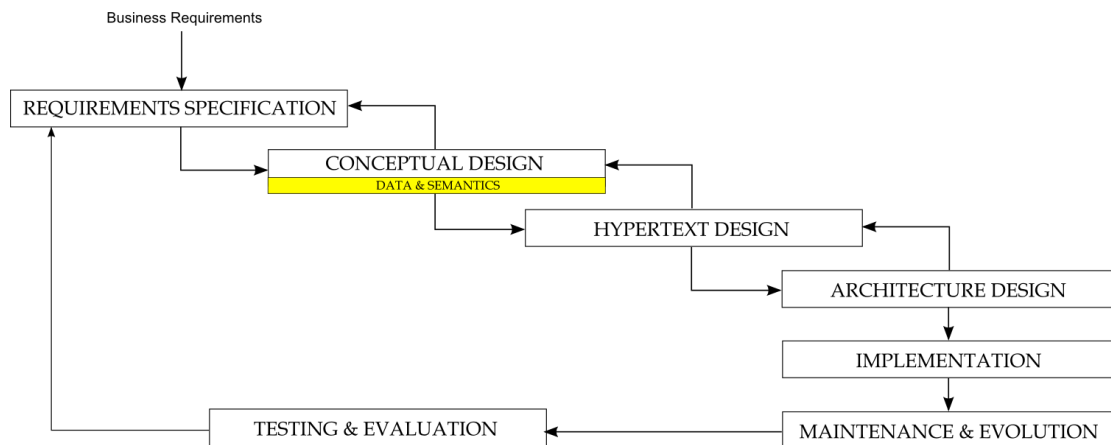 Business Requirements
REQUIREMENTS SPECIFICATION
CONCEPTUAL DESIGN
DATA & SEMANTICS
HYPERTEXT DESIGN
ARCHITECTURE DESIGN
IMPLEMENTATION
TESTING & EVALUATION
MAINTENANCE & EVOLUTION